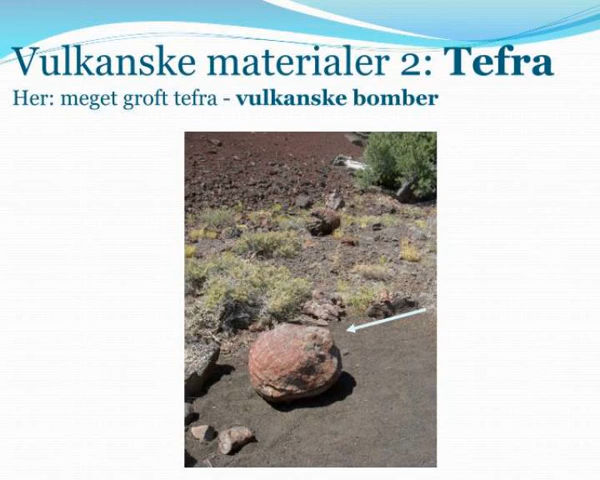 Vulkanske materialer 2: Tefra
Her: meget groft tefra - vulkanske bomber